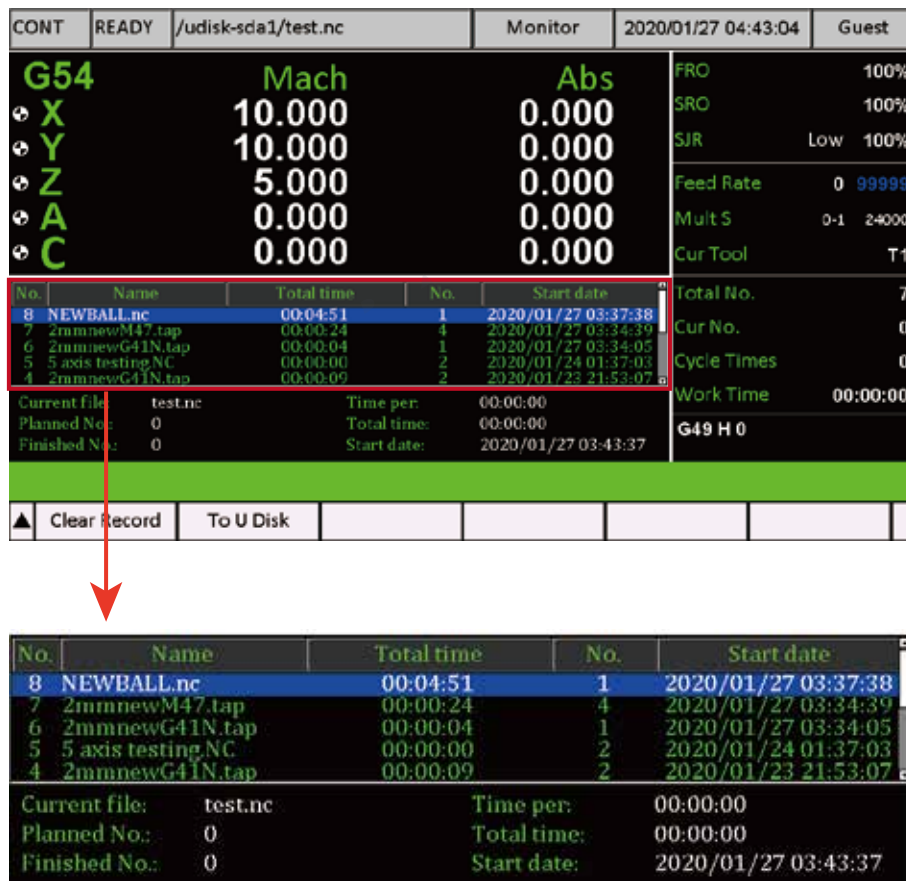 CONT READY /udisk-sda1/test.nc Monitor 2020/01/27 04:43:04 Guest
G54 Mach Abs
X 10.000 0.000
Y 10.000 0.000
Z 5.000 0.000
A 0.000 0.000
C 0.000 0.000
FRO 100%
SRO 100%
SJR Low 100%
Feed Rate 0 99999
Mult S 0-1 24000
Cur Tool T1
Total No. 7
Cur No. 0
Cycle Times 0
Work Time 00:00:00
G49 H 0
No. Name Total time No. Start date
8 NEWBALL.nc 00:04:51 1 2020/01/27 03:37:38
7 2mmnewM47.tap 00:00:24 4 2020/01/27 03:34:39
6 2mmnewG41N.tap 00:00:04 1 2020/01/27 03:34:05
5 5 axis testing.NC 00:00:00 2 2020/01/24 01:37:03
4 2mmnewG41N.tap 00:00:09 2 2020/01/23 21:53:07
Current file: test.nc Time per: 00:00:00
Planned No.: 0 Total time: 00:00:00
Finished No.: 0 Start date: 2020/01/27 03:43:37
▲ Clear Record To U Disk
No. Name Total time No. Start date
8 NEWBALL.nc 00:04:51 1 2020/01/27 03:37:38
7 2mmnewM47.tap 00:00:24 4 2020/01/27 03:34:39
6 2mmnewG41N.tap 00:00:04 1 2020/01/27 03:34:05
5 5 axis testing.NC 00:00:00 2 2020/01/24 01:37:03
4 2mmnewG41N.tap 00:00:09 2 2020/01/23 21:53:07
Current file: test.nc Time per: 00:00:00
Planned No.: 0 Total time: 00:00:00
Finished No.: 0 Start date: 2020/01/27 03:43:37